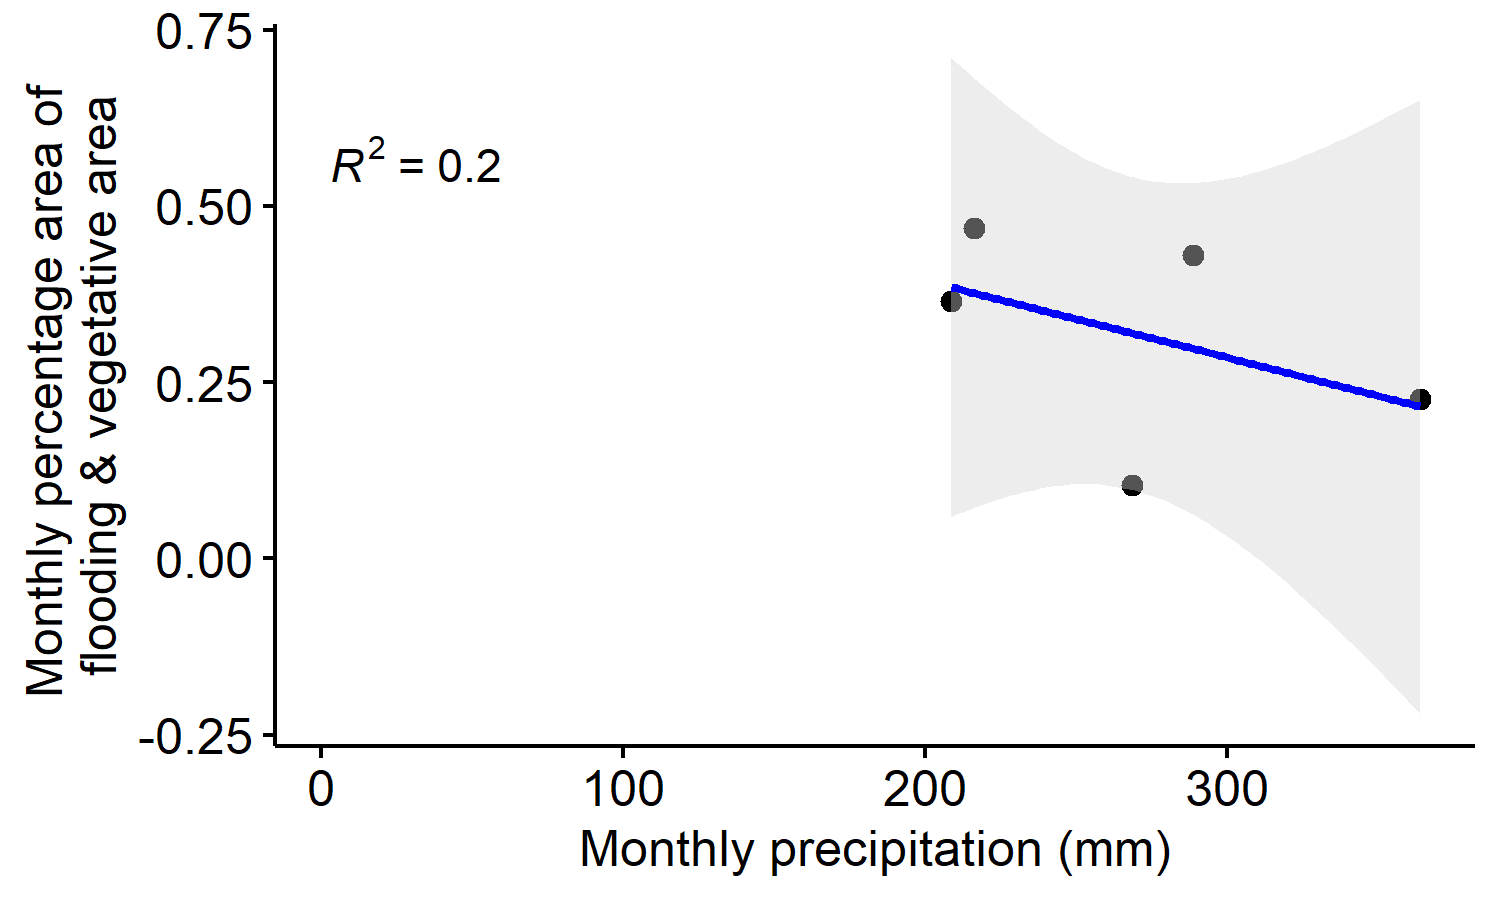 Monthly percentage area of
flooding & vegetative area
0.75
0.50
0.25
0.00
-0.25
R² = 0.2
0 100 200 300
Monthly precipitation (mm)